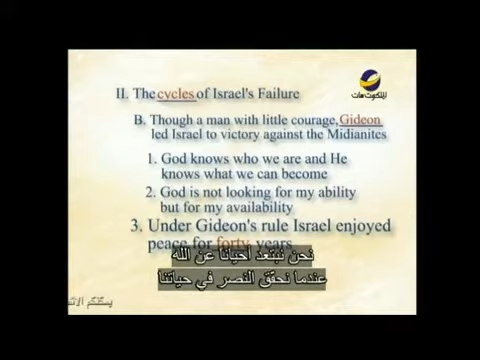 II. The cycles of Israel's Failure
B. Though a man with little courage, Gideon
led Israel to victory against the Midianites
1. God knows who we are and He
knows what we can become
2. God is not looking for my ability
but for my availability
3. Under Gideon's rule Israel enjoyed
peace for forty years
نحن نبتعد أحيانا عن الله
عندما نحقق النصر في حياتنا
يمكنكم الات